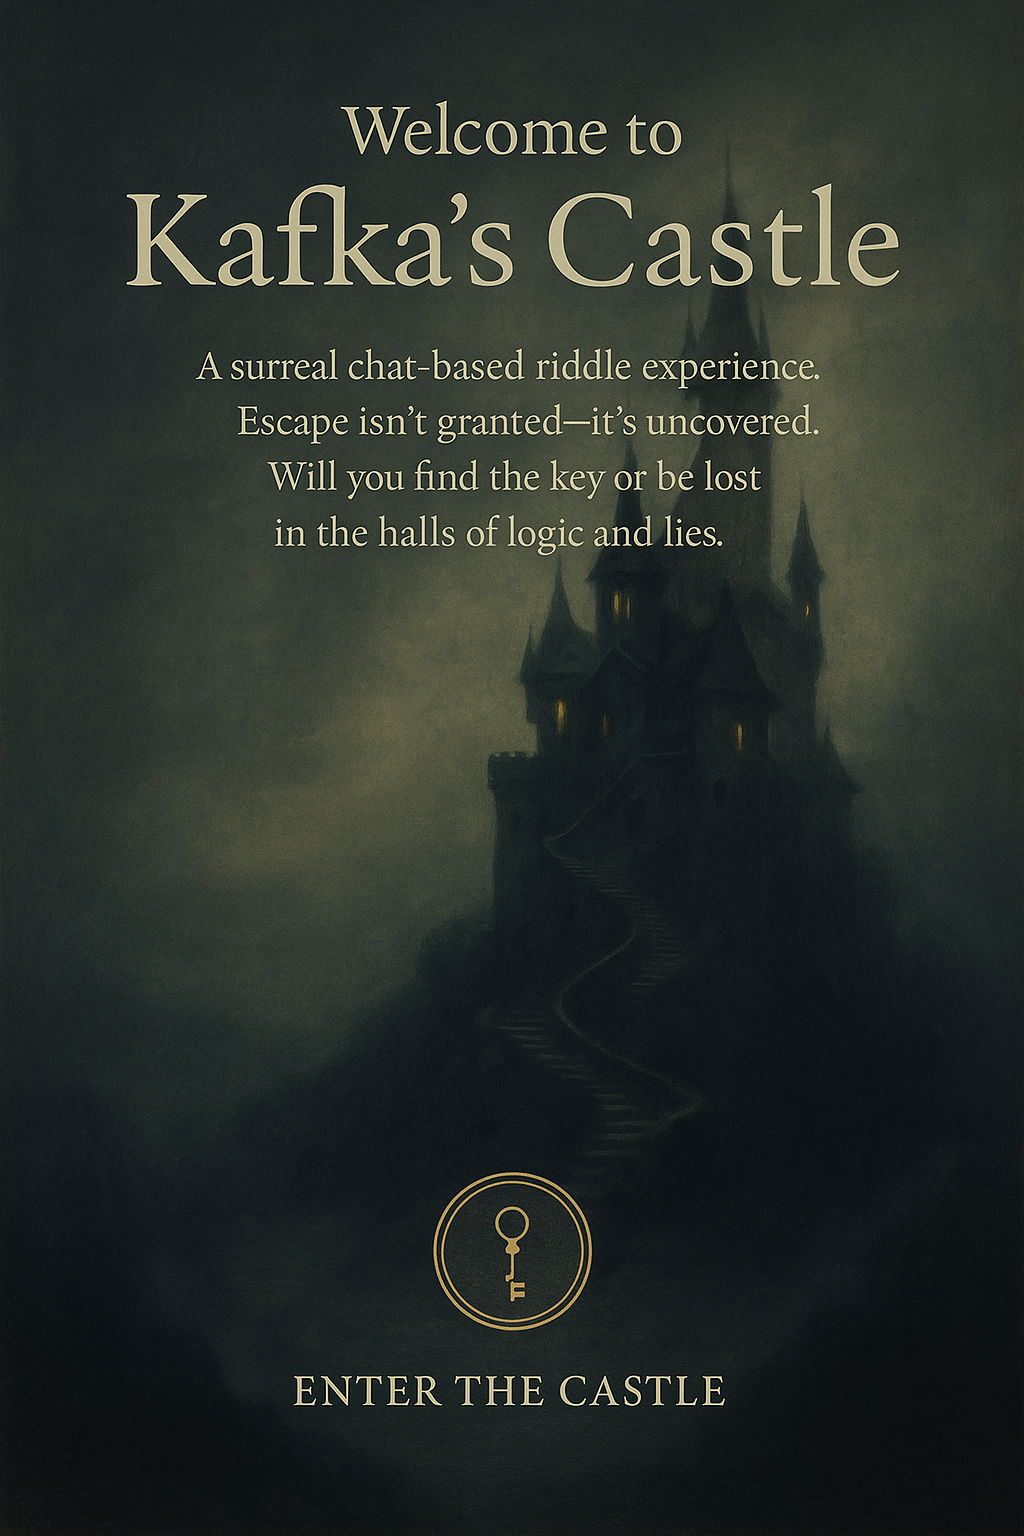 Welcome to
Kafka’s Castle
A surreal chat-based riddle experience.
Escape isn’t granted—it’s uncovered.
Will you find the key or be lost
in the halls of logic and lies.
ENTER THE CASTLE